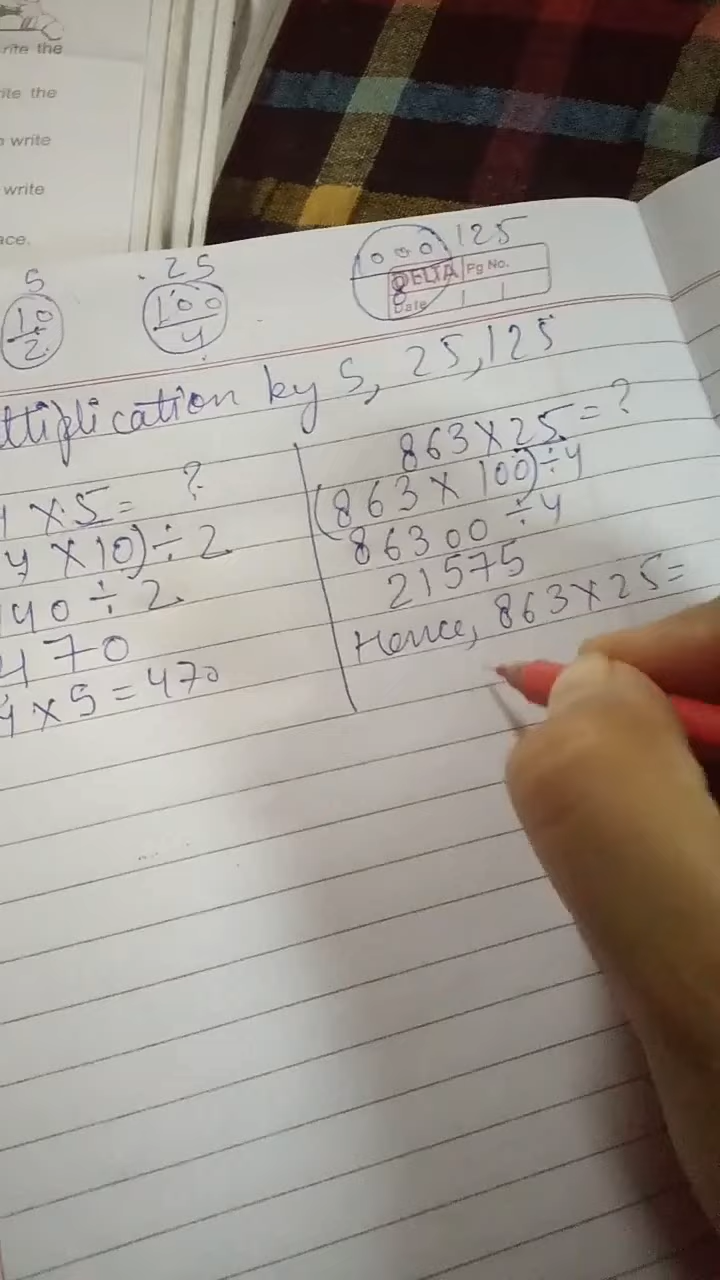 rite the
ite the
write
write
ace.
5
10
2
25
100
4
1000 125
8
DELTA Pg No.
Date
ttiplication by 5, 25, 125
4 x 5 = ?
4 x 10) ÷ 2
40 ÷ 2
470
4 x 5 = 470
863 x 25 = ?
(863 x 100) ÷ 4
86300 ÷ 4
21575
Hence, 863 x 25 =